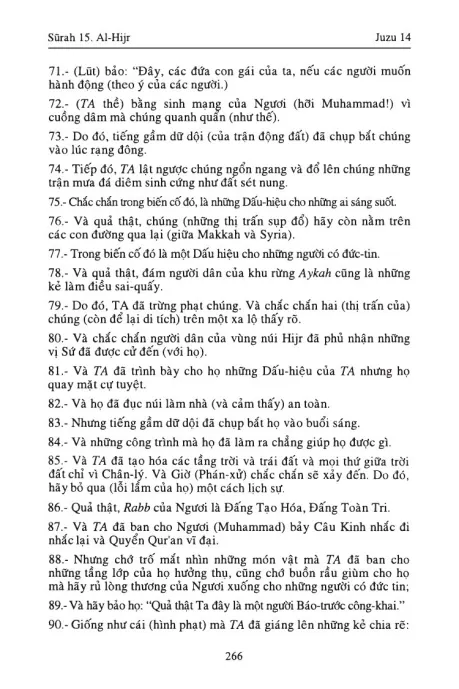 Sūrah 15. Al-Hijr
Juzu 14
71.- (Lūt) bảo: “Đây, các đứa con gái của ta, nếu các người muốn
hành động (theo ý của các người.)
72.- (TA thề) bằng sinh mạng của Ngươi (hỡi Muhammad!) vì
cuồng dâm mà chúng quanh quẩn (như thế).
73.- Do đó, tiếng gầm dữ dội (của trận động đất) đã chụp bắt chúng
vào lúc rạng đông.
74.- Tiếp đó, TA lật ngược chúng ngổn ngang và đổ lên chúng những
trận mưa đá diêm sinh cứng như đất sét nung.
75.- Chắc chắn trong biến cố đó, là những Dấu-hiệu cho những ai sáng suốt.
76.- Và quả thật, chúng (những thị trấn sụp đổ) hãy còn nằm trên
các con đường qua lại (giữa Makkah và Syria).
77.- Trong biến cố đó là một Dấu hiệu cho những người có đức-tin.
78.- Và quả thật, đám người dân của khu rừng Aykah cũng là những
kẻ làm điều sai-quấy.
79.- Do đó, TA đã trừng phạt chúng. Và chắc chắn hai (thị trấn của)
chúng (còn để lại di tích) trên một xa lộ thấy rõ.
80.- Và chắc chắn người dân của vùng núi Hijr đã phủ nhận những
vị Sứ đã được cử đến (với họ).
81.- Và TA đã trình bày cho họ những Dấu-hiệu của TA nhưng họ
quay mặt cự tuyệt.
82.- Và họ đã đục núi làm nhà (và cảm thấy) an toàn.
83.- Nhưng tiếng gầm dữ dội đã chụp bắt họ vào buổi sáng.
84.- Và những công trình mà họ đã làm ra chẳng giúp họ được gì.
85.- Và TA đã tạo hóa các tầng trời và trái đất và mọi thứ giữa trời
đất chỉ vì Chân-lý. Và Giờ (Phán-xử) chắc chắn sẽ xảy đến. Do đó,
hãy bỏ qua (lỗi lầm của họ) một cách lịch sự.
86.- Quả thật, Rabb của Ngươi là Đấng Tạo Hóa, Đấng Toàn Tri.
87.- Và TA đã ban cho Ngươi (Muhammad) bảy Câu Kinh nhắc đi
nhắc lại và Quyển Qur'an vĩ đại.
88.- Nhưng chớ trố mắt nhìn những món vật mà TA đã ban cho
những tầng lớp của họ hưởng thụ, cũng chớ buồn rầu giùm cho họ
mà hãy rủ lòng thương của Ngươi xuống cho những người có đức tin;
89.- Và hãy bảo họ: “Quả thật Ta đây là một người Báo-trước công-khai.”
90.- Giống như cái (hình phạt) mà TA đã giáng lên những kẻ chia rẽ:
266